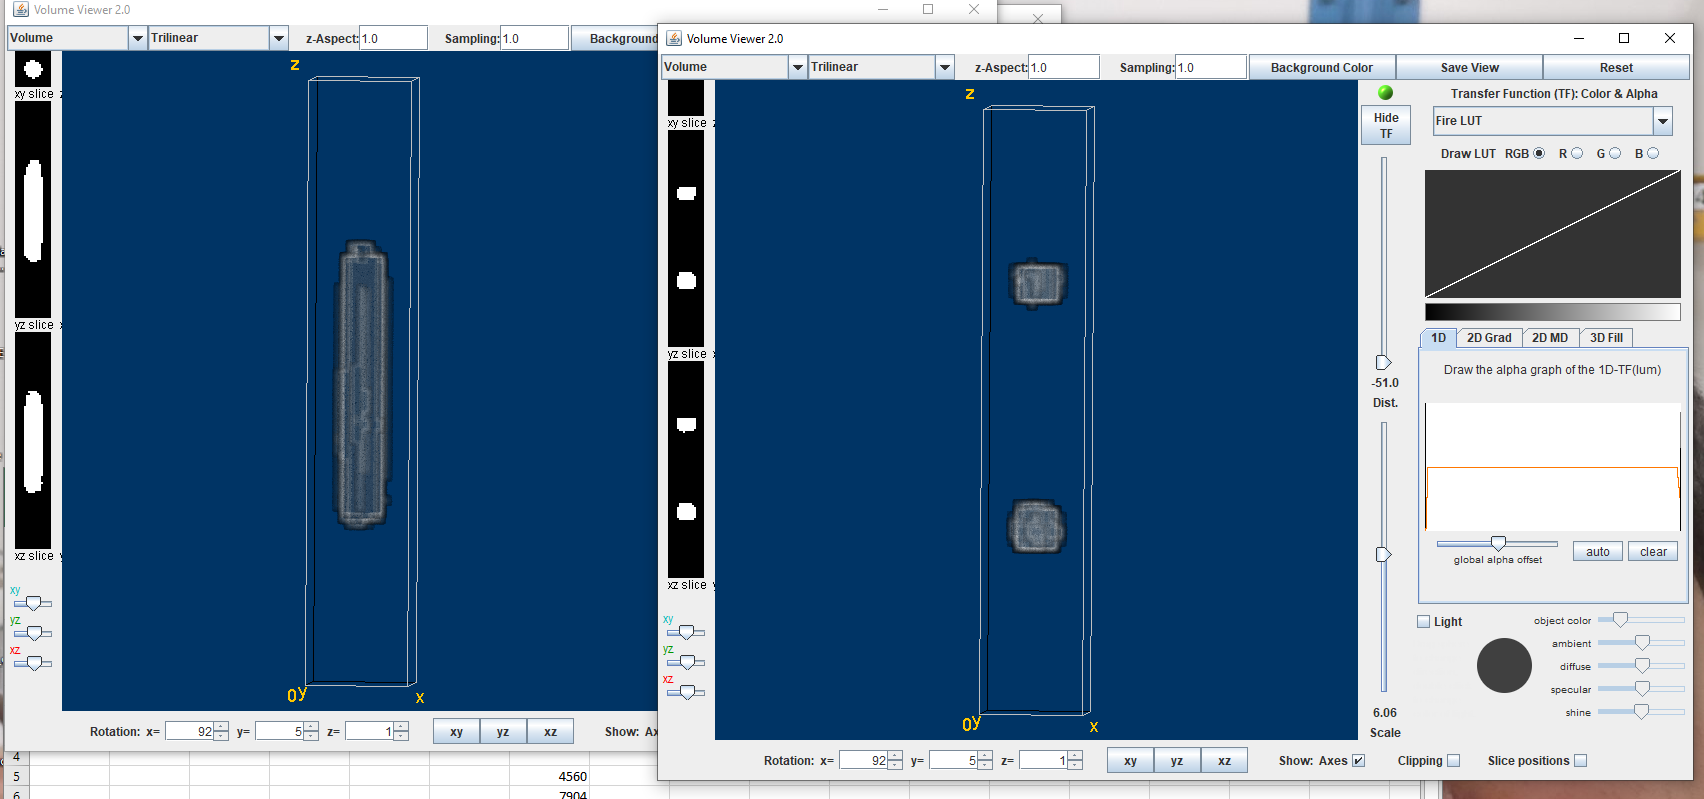 Volume Viewer 2.0
Volume Trilinear z-Aspect: 1.0 Sampling: 1.0 Background
xy slice z
yz slice x
xz slice y
xy
yz
xz
z
0 y x
Rotation: x= 92 y= 5 z= 1 xy yz xz Show: Ax
4
5 4560
6 7904
Volume Viewer 2.0
Volume Trilinear z-Aspect: 1.0 Sampling: 1.0 Background Color Save View Reset
xy slice z
yz slice x
xz slice y
xy
yz
xz
z
0 y x
Hide
TF
-51.0
Dist.
6.06
Scale
Transfer Function (TF): Color & Alpha
Fire LUT
Draw LUT RGB R G B
1D 2D Grad 2D MD 3D Fill
Draw the alpha graph of the 1D-TF(lum)
global alpha offset auto clear
Light object color
ambient
diffuse
specular
shine
Rotation: x= 92 y= 5 z= 1 xy yz xz Show: Axes Clipping Slice positions